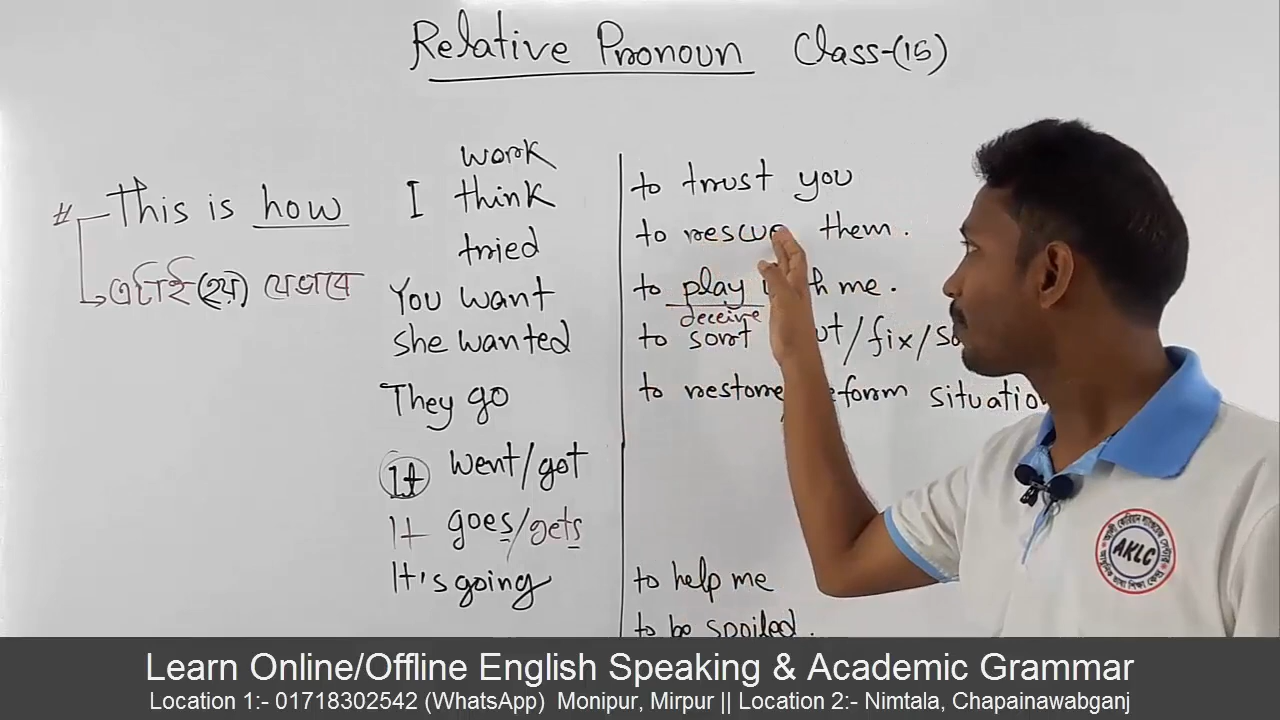 Relative Pronoun Class-(15)
# This is how
এটাই (হয়) যেভাবে
work
I think
tried
You want
she wanted
They go
It went/got
It goes/gets
It's going
to trust you
to rescue them.
to play with me.
deceive
to sort out/fix/
to restore/reform situation
to help me
to be spoiled.
AKLC
Learn Online/Offline English Speaking & Academic Grammar
Location 1:- 01718302542 (WhatsApp) Monipur, Mirpur || Location 2:- Nimtala, Chapainawabganj